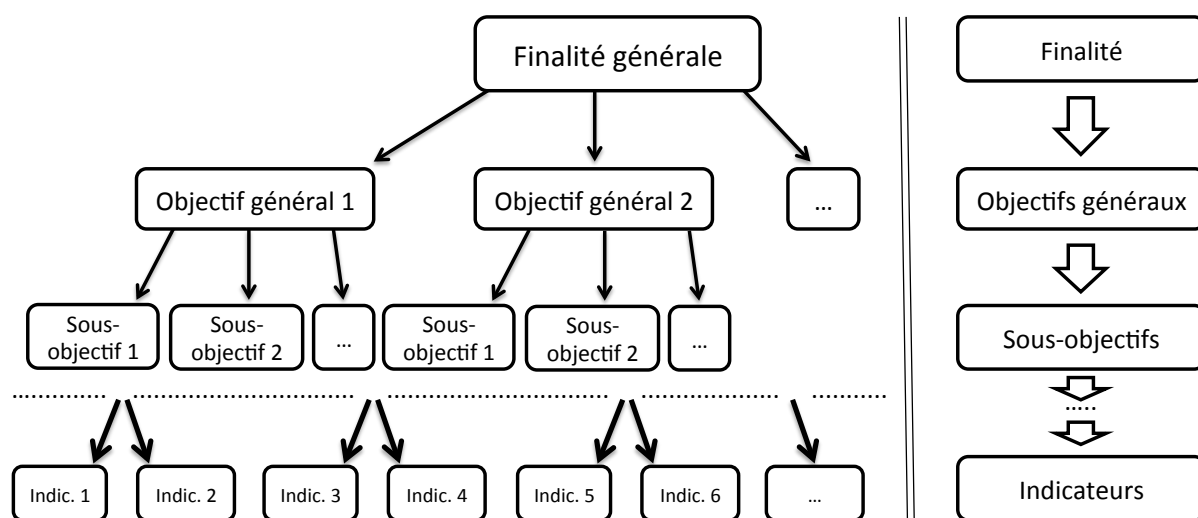 Finalité générale
Finalité
Objectif général 1
Objectif général 2
...
Objectifs généraux
Sous-
objectif 1
Sous-
objectif 2
...
Sous-
objectif 1
Sous-
objectif 2
...
Sous-objectifs
.....
Indic. 1
Indic. 2
Indic. 3
Indic. 4
Indic. 5
Indic. 6
...
Indicateurs